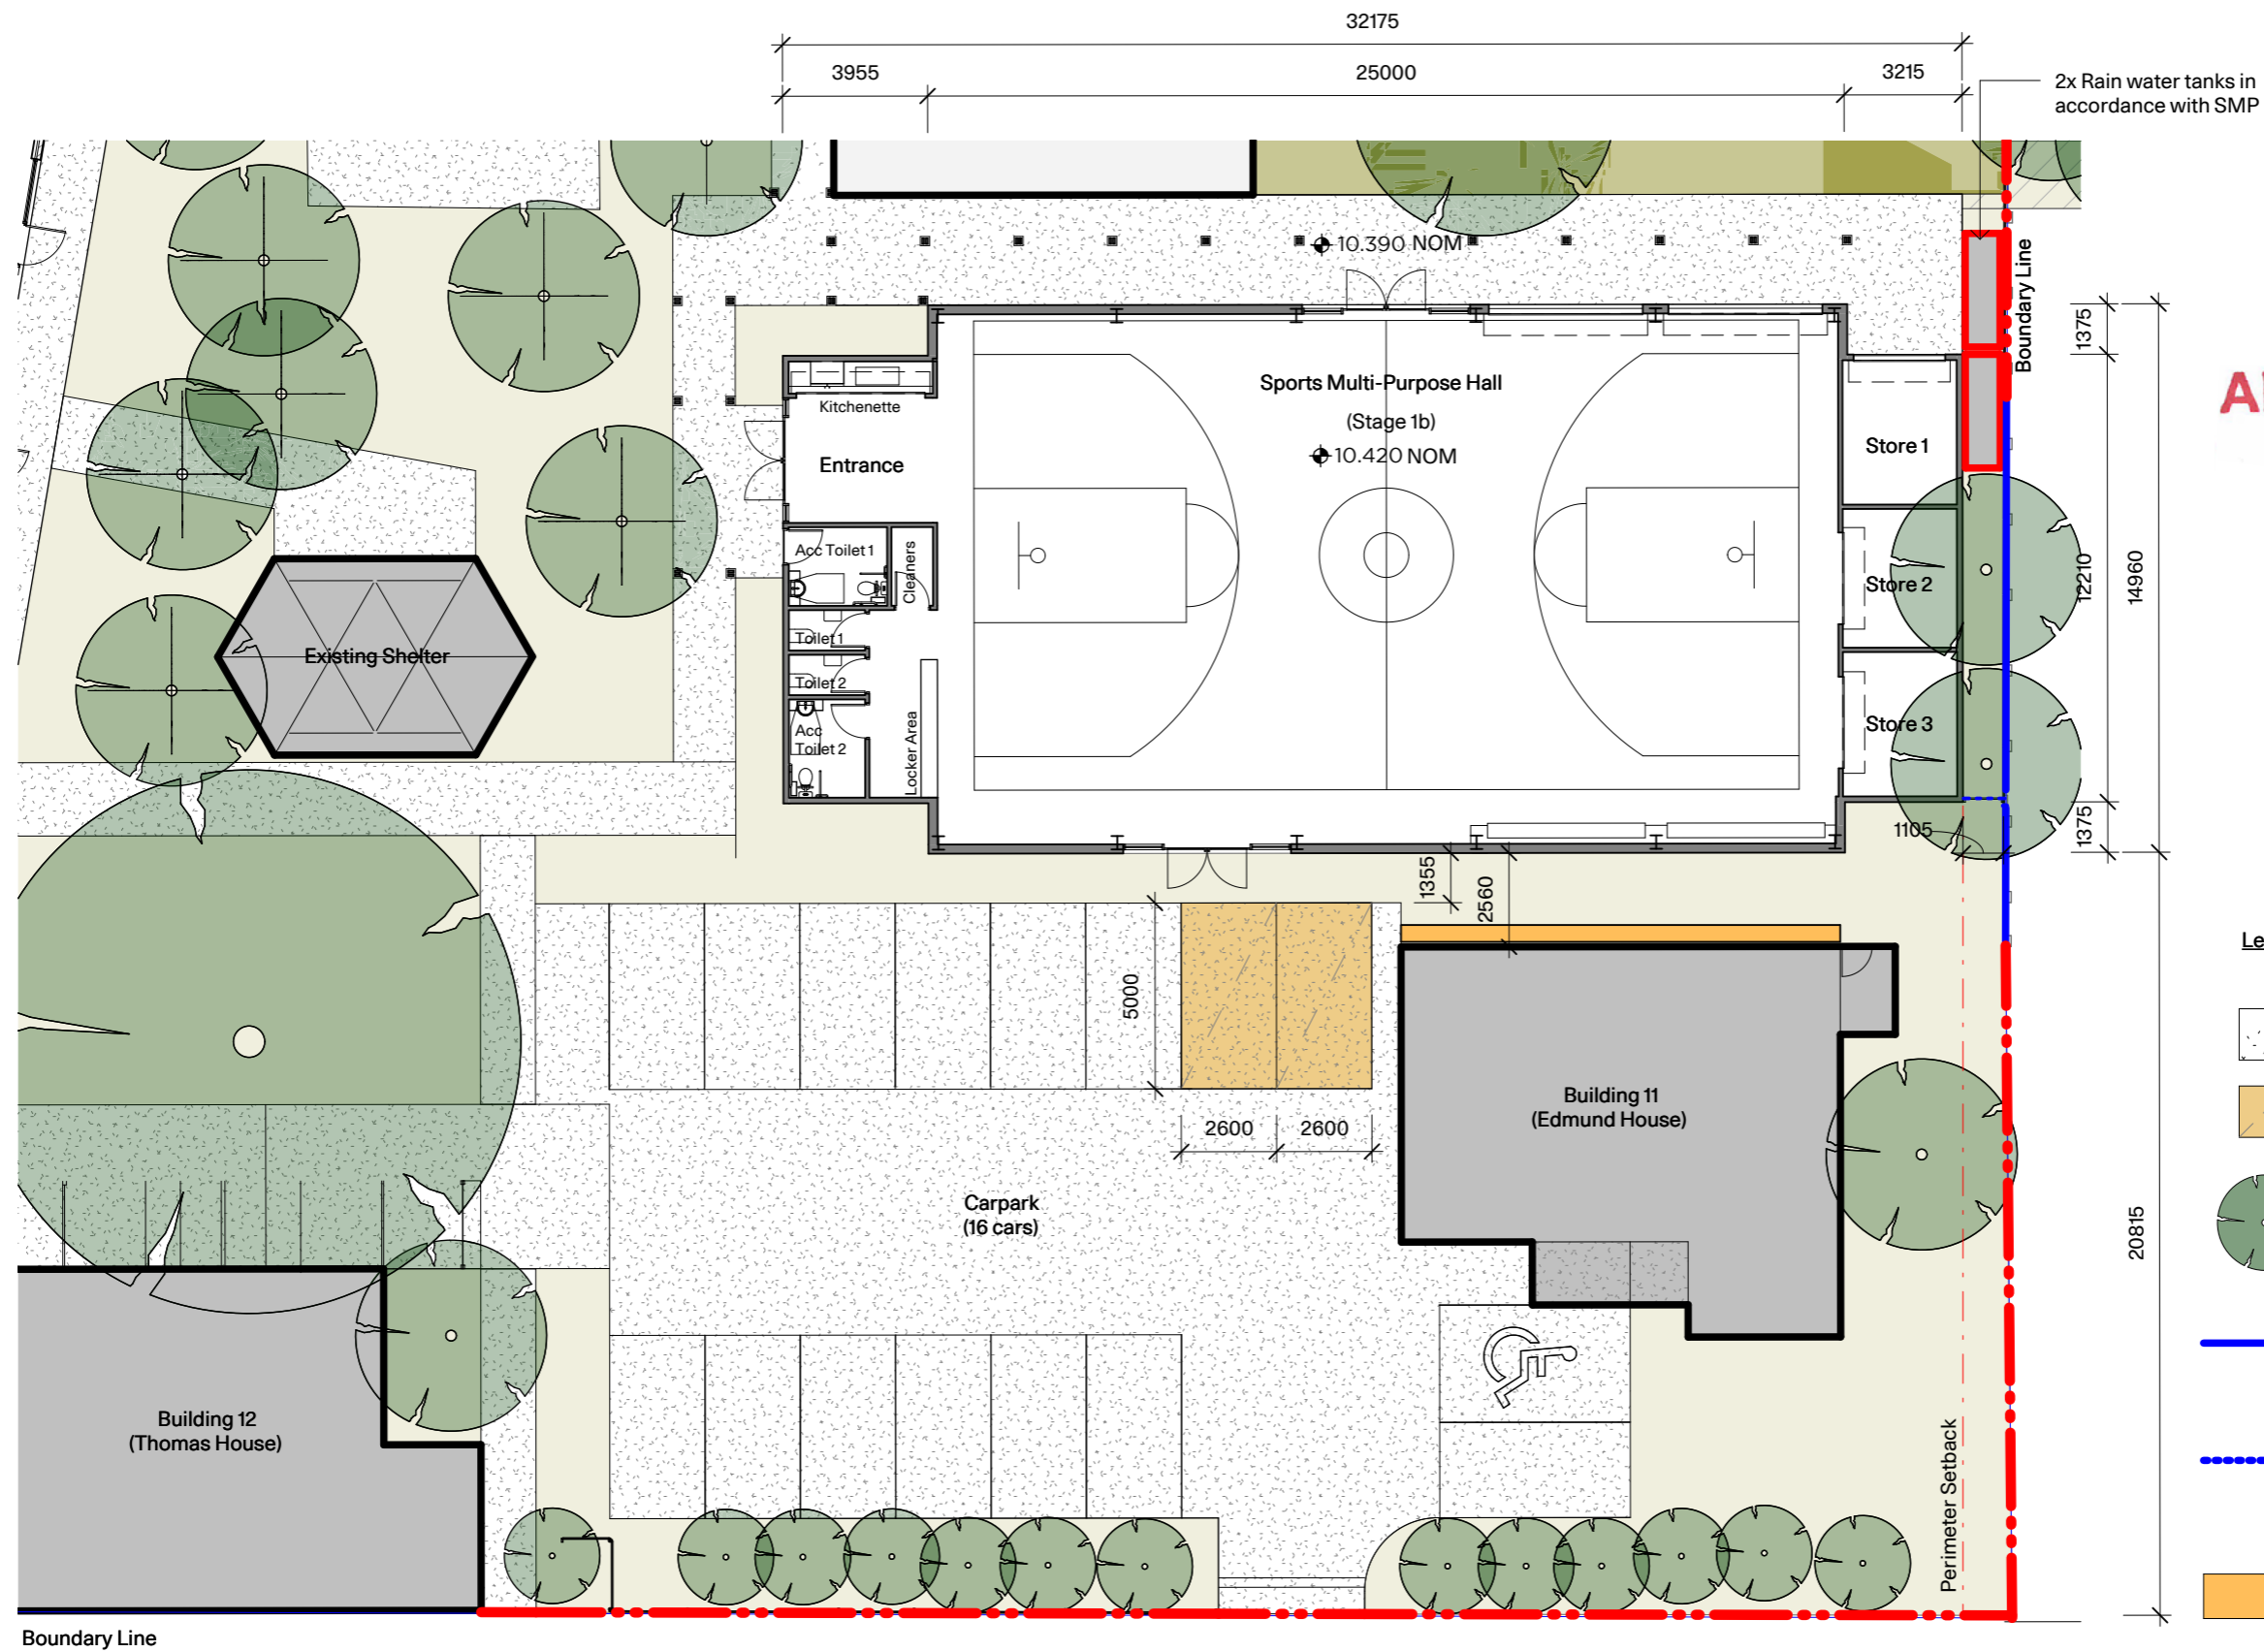 32175
3955
25000
3215
2x Rain water tanks in
accordance with SMP
10.390 NOM
Boundary Line
1375
Sports Multi-Purpose Hall
(Stage 1b)
10.420 NOM
Kitchenette
Entrance
Store 1
Acc Toilet 1
Cleaners
Store 2
12210
14960
Toilet 1
Existing Shelter
Toilet 2
Store 3
Acc
Toilet 2
Locker Area
1105
1375
1355
2560
Le
5000
2600
2600
Building 11
(Edmund House)
Carpark
(16 cars)
20815
Building 12
(Thomas House)
Perimeter Setback
Boundary Line